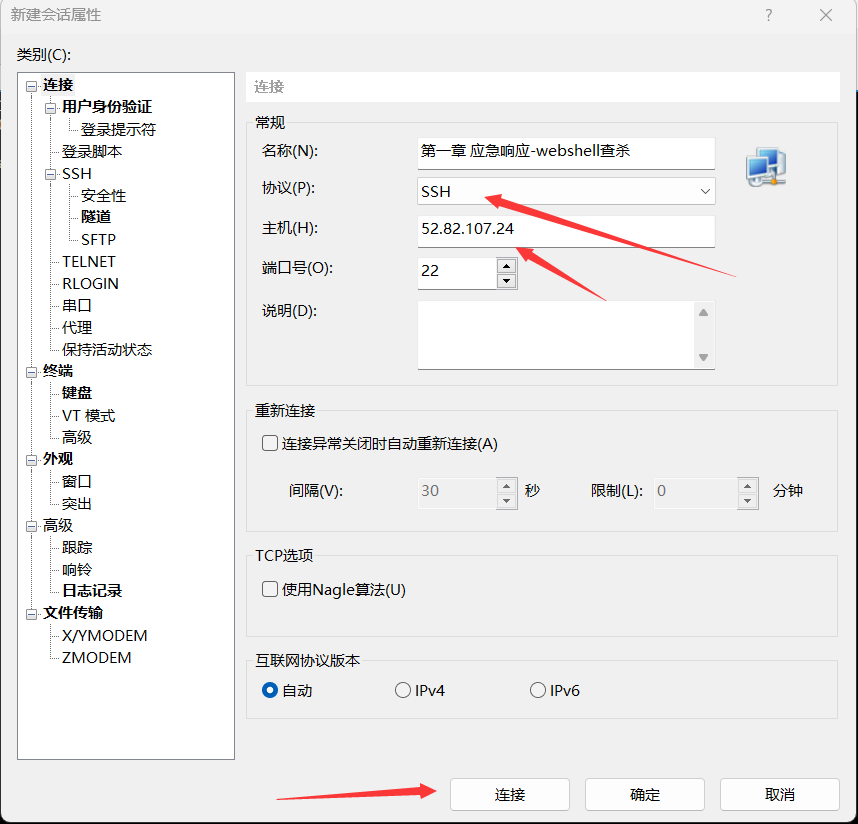 新建会话属性
类别(C):
连接
用户身份验证
登录提示符
登录脚本
SSH
安全性
隧道
SFTP
TELNET
RLOGIN
串口
代理
保持活动状态
终端
键盘
VT 模式
高级
外观
窗口
突出
高级
跟踪
响铃
日志记录
文件传输
X/YMODEM
ZMODEM
连接
常规
名称(N): 第一章 应急响应-webshell查杀
协议(P): SSH
主机(H): 52.82.107.24
端口号(O): 22
说明(D):
重新连接
连接异常关闭时自动重新连接(A)
间隔(V): 30 秒 限制(L): 0 分钟
TCP选项
使用Nagle算法(U)
互联网协议版本
自动 IPv4 IPv6
连接 确定 取消